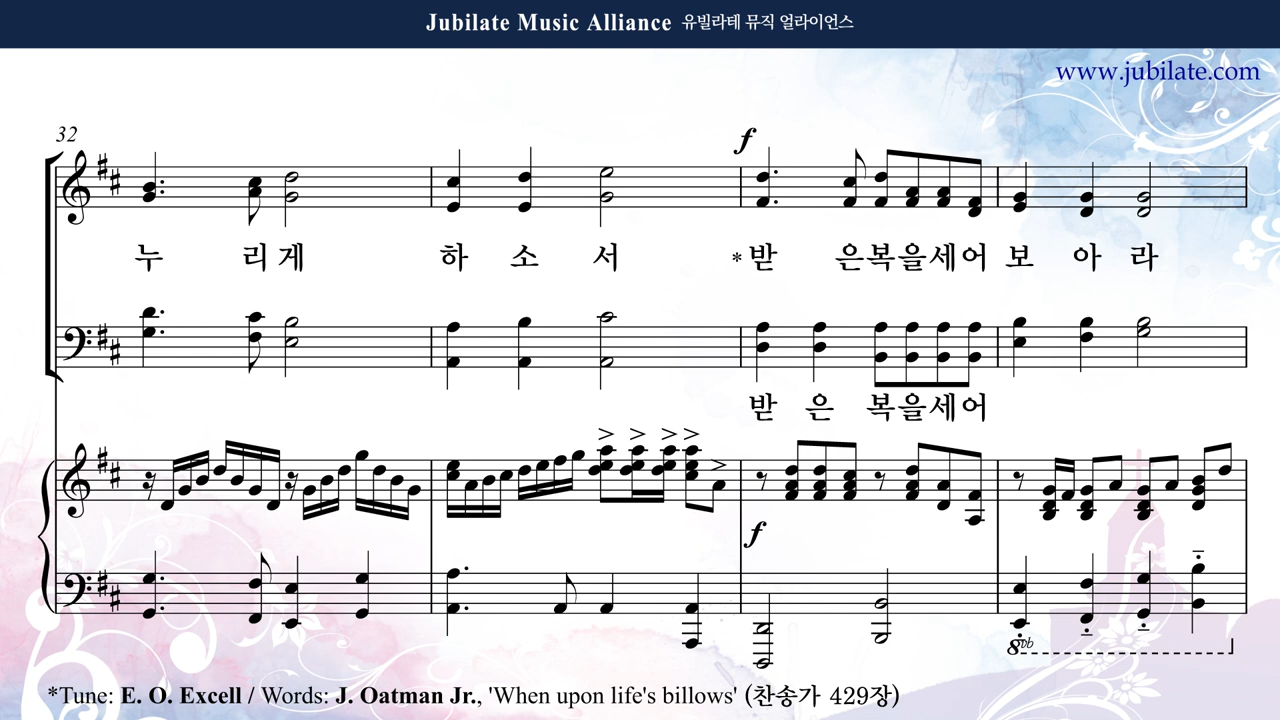 Jubilate Music Alliance 유빌라테 뮤직 얼라이언스
www.jubilate.com
32
f
누 리 게 하 소 서 *받 은 복 을 세 어 보 아 라
받 은 복 을 세 어
f
8vb
*Tune: E. O. Excell / Words: J. Oatman Jr., 'When upon life's billows' (찬송가 429장)